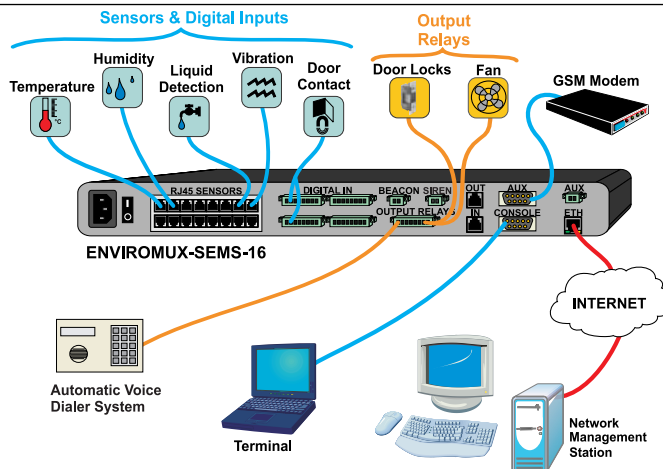 Sensors & Digital Inputs
Output
Relays
Temperature
Humidity
Liquid
Detection
Vibration
Door
Contact
Door Locks
Fan
GSM Modem
°C
RJ45 SENSORS
DIGITAL IN
BEACON
SIREN
OUT
AUX
AUX
OUTPUT RELAYS
IN
CONSOLE
ETH
ENVIROMUX-SEMS-16
INTERNET
Automatic Voice
Dialer System
Terminal
Network
Management
Station